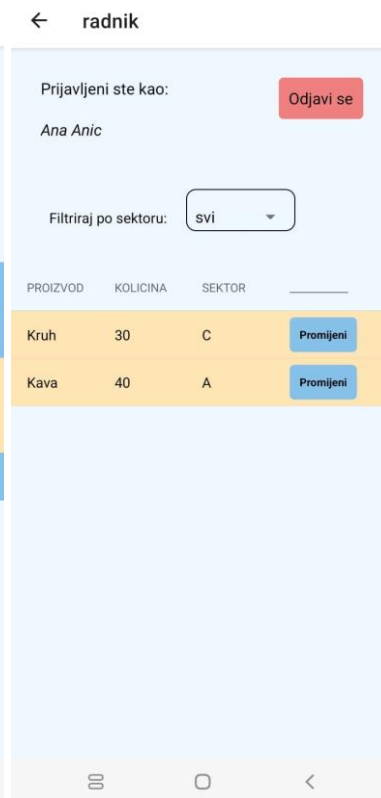 radnik
Prijavljeni ste kao:
Odjavi se
Ana Anic
Filtriraj po sektoru: svi
PROIZVOD KOLICINA SEKTOR
Kruh 30 C Promijeni
Kava 40 A Promijeni